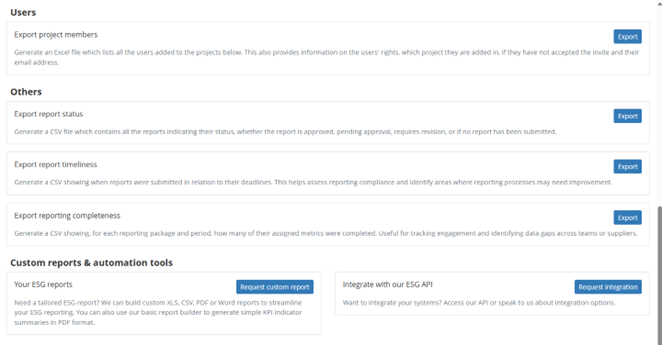 Users
Export project members
Export
Generate an Excel file which lists all the users added to the projects below. This also provides information on the users' rights, which project they are added in, if they have not accepted the invite and their
email address.
Others
Export report status
Export
Generate a CSV file which contains all the reports indicating their status, whether the report is approved, pending approval, requires revision, or if no report has been submitted.
Export report timeliness
Export
Generate a CSV showing when reports were submitted in relation to their deadlines. This helps assess reporting compliance and identify areas where reporting processes may need improvement.
Export reporting completeness
Export
Generate a CSV showing, for each reporting package and period, how many of their assigned metrics were completed. Useful for tracking engagement and identifying data gaps across teams or suppliers.
Custom reports & automation tools
Your ESG reports
Request custom report
Need a tailored ESG report? We can build custom XLS, CSV, PDF or Word reports to streamline
your ESG reporting. You can also use our basic report builder to generate simple KPI indicator
summaries in PDF format.
Integrate with our ESG API
Request integration
Want to integrate your systems? Access our API or speak to us about integration options.